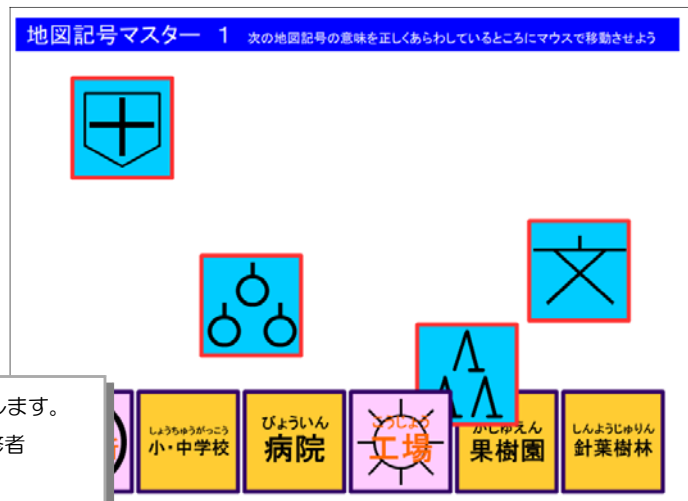 地図記号マスター 1 次の地図記号の意味を正しくあらわしているところにマウスで移動させよう
します。
しょうちゅうがっこう
小・中学校
びょういん
病院
こうじょう
工場
かじゅえん
果樹園
しんようじゅりん
針葉樹林